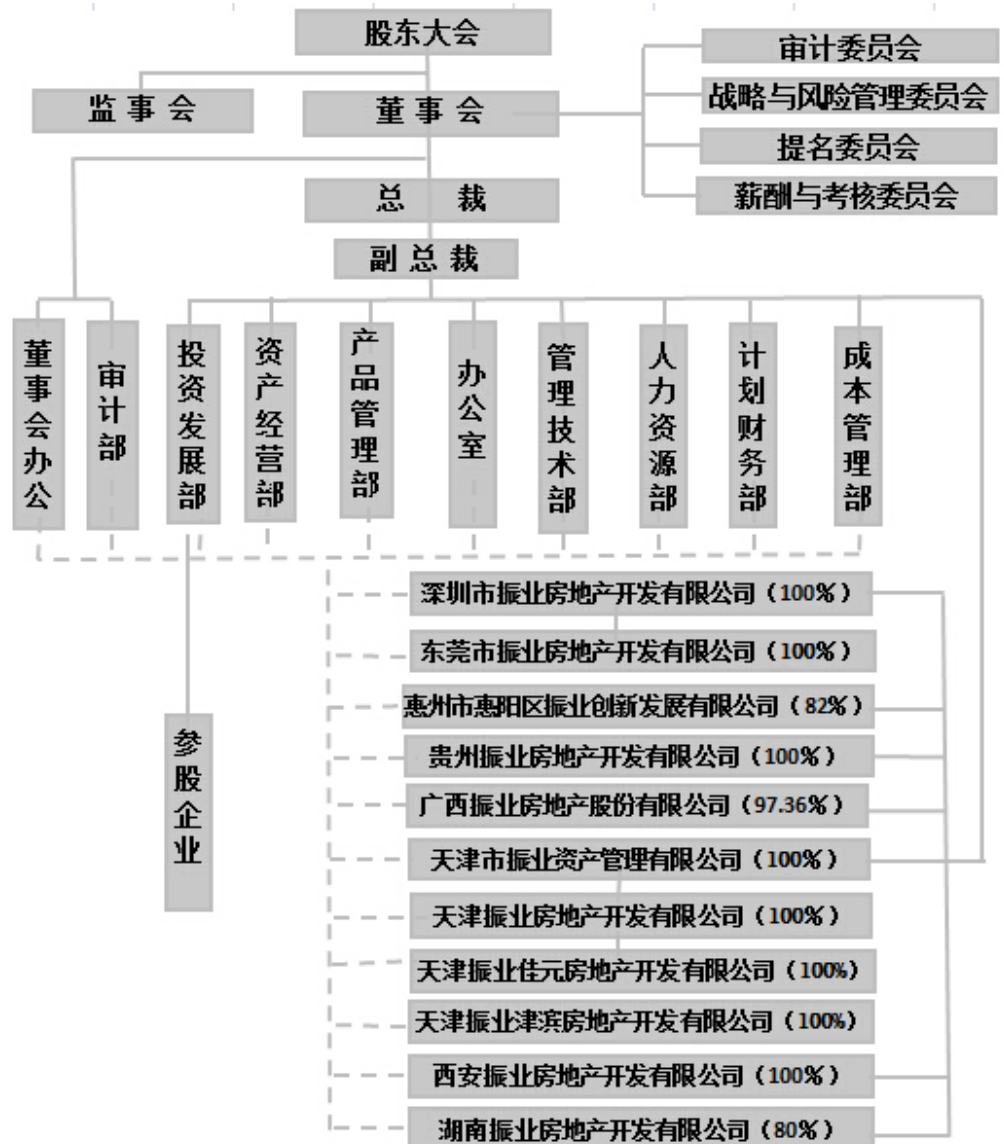 股东大会
监事会
董事会
审计委员会
战略与风险管理委员会
提名委员会
薪酬与考核委员会
总裁
副总裁
董事会办公
审计部
投资发展部
资产经营部
产品管理部
办公室
管理技术部
人力资源部
计划财务部
成本管理部
参股企业
深圳市振业房地产开发有限公司（100%）
东莞市振业房地产开发有限公司（100%）
惠州市惠阳区振业创新发展有限公司（82%）
贵州振业房地产开发有限公司（100%）
广西振业房地产股份有限公司（97.36%）
天津市振业资产管理有限公司（100%）
天津振业房地产开发有限公司（100%）
天津振业佳元房地产开发有限公司（100%）
天津振业津滨房地产开发有限公司（100%）
西安振业房地产开发有限公司（100%）
湖南振业房地产开发有限公司（80%）